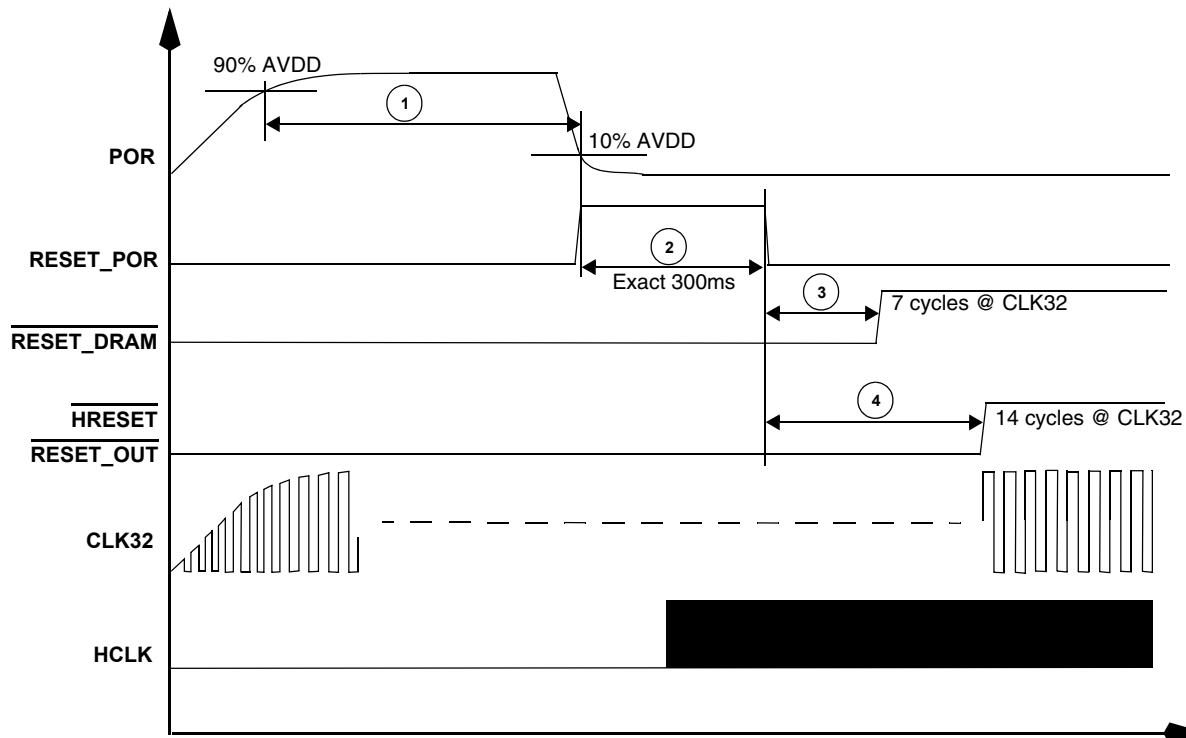 90% AVDD
1
10% AVDD
POR
2
RESET_POR
Exact 300ms
3
7 cycles @ CLK32
RESET_DRAM
4
HRESET
14 cycles @ CLK32
RESET_OUT
CLK32
HCLK